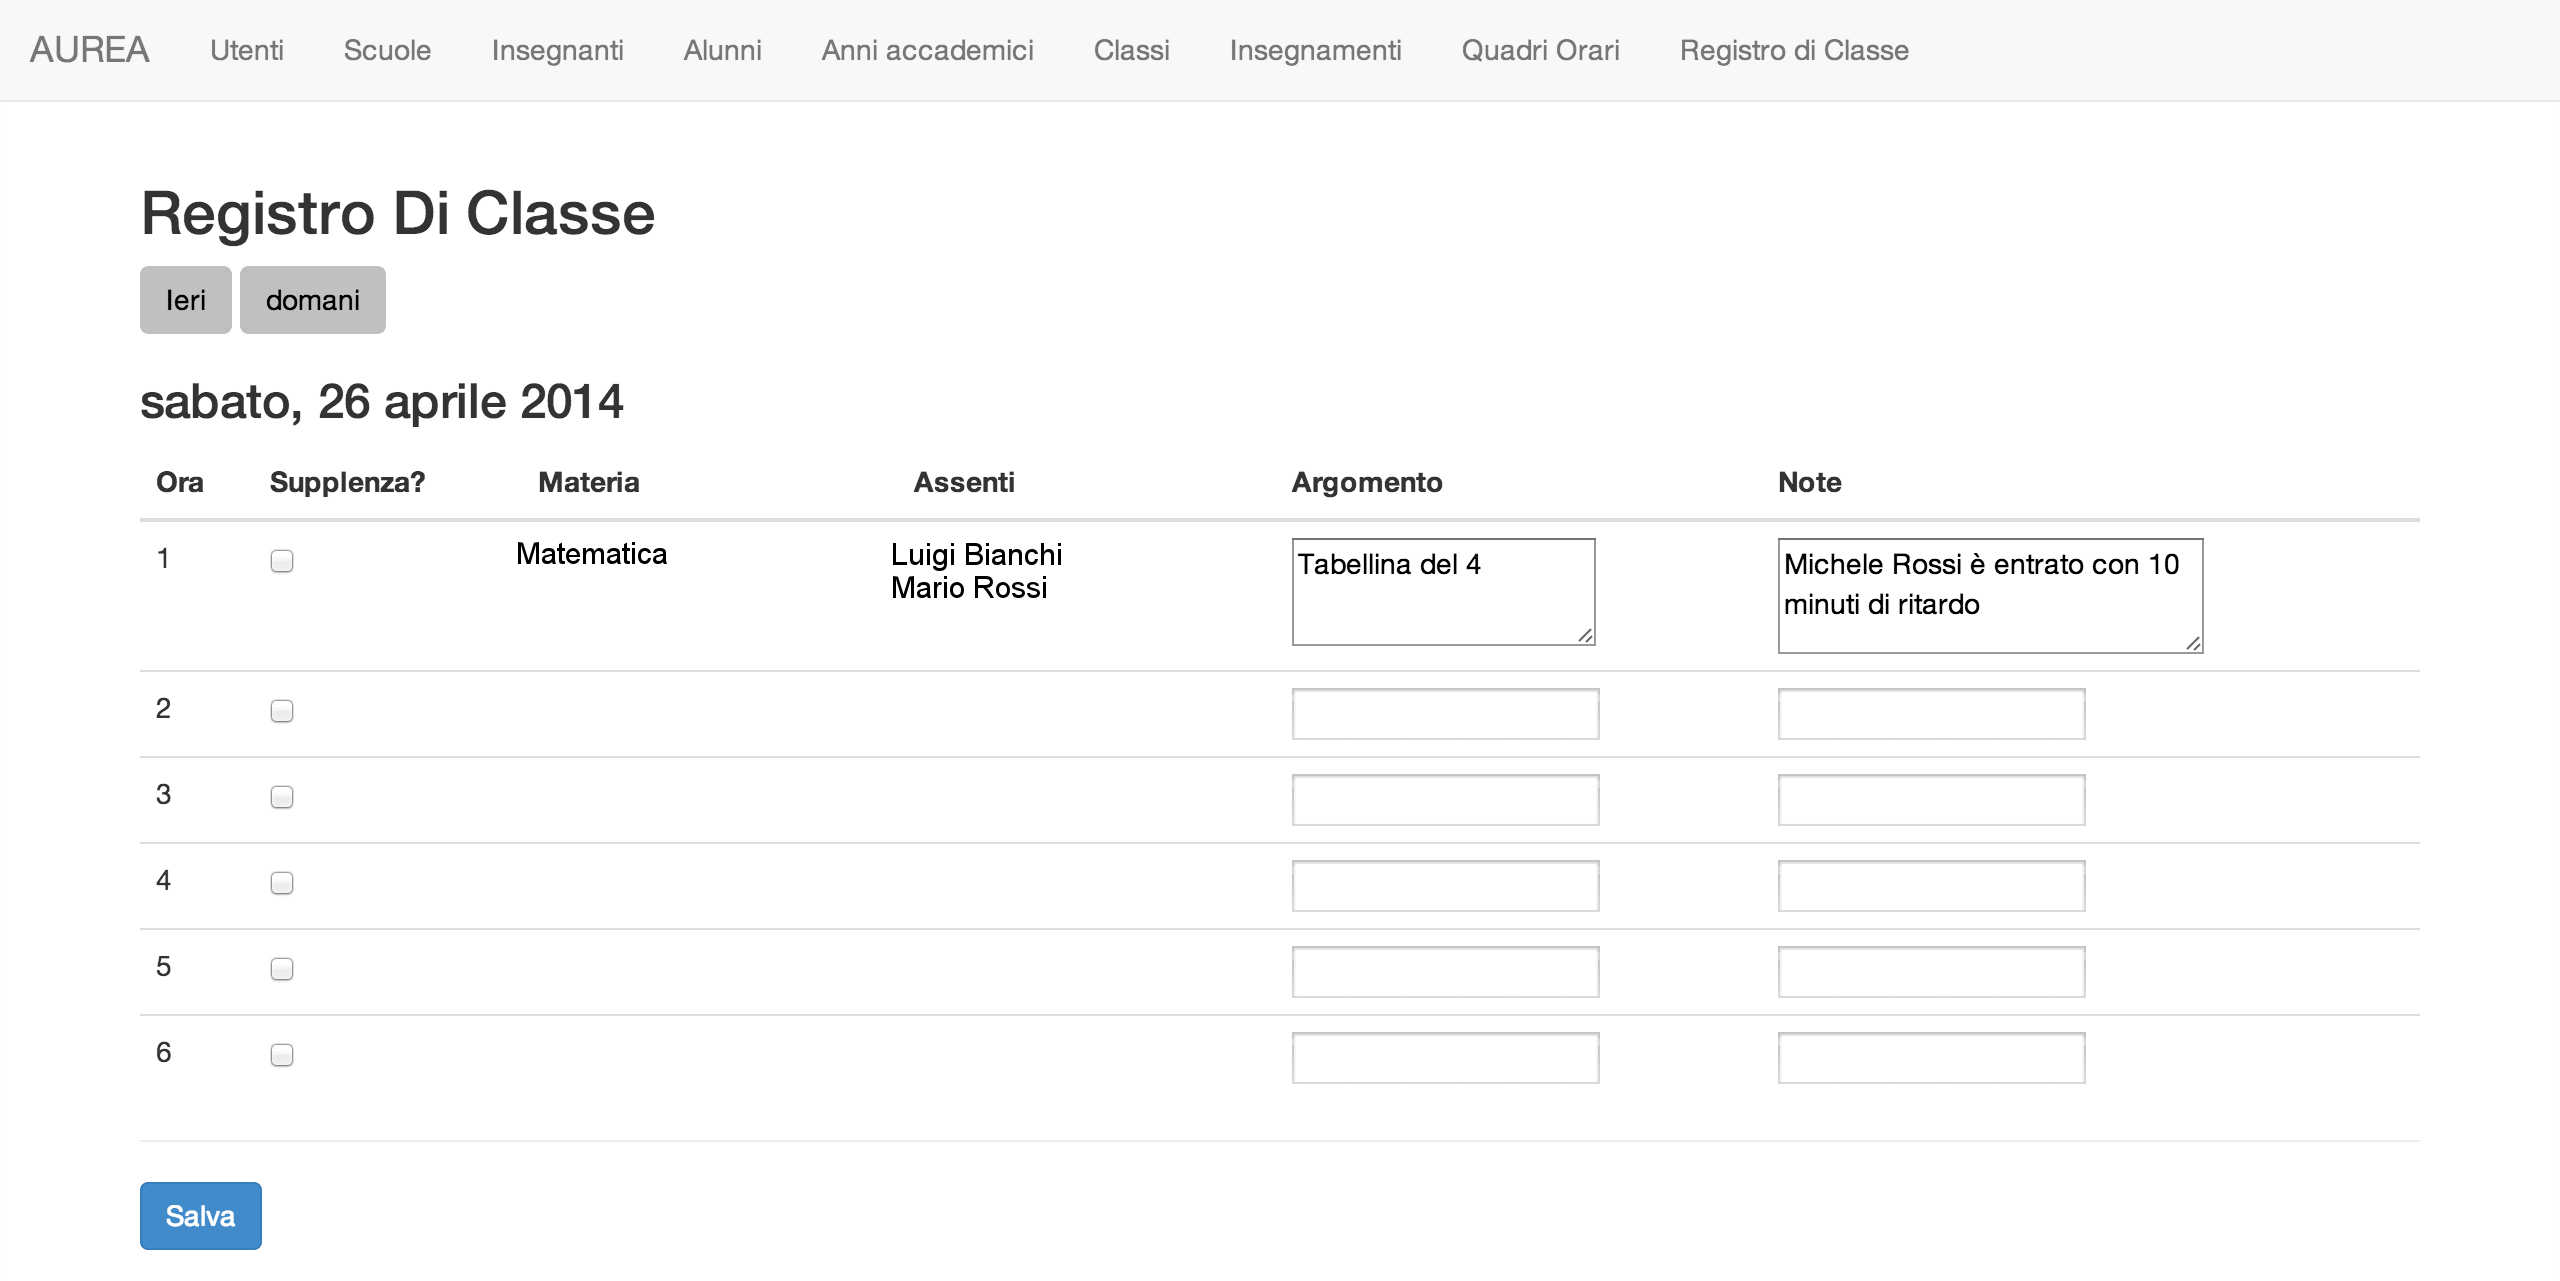 AUREA Utenti Scuole Insegnanti Alunni Anni accademici Classi Insegnamenti Quadri Orari Registro di Classe
Registro Di Classe
Ieri domani
sabato, 26 aprile 2014
Ora Supplenza? Materia Assenti Argomento Note
1 Matematica Luigi Bianchi Tabellina del 4 Michele Rossi è entrato con 10
Mario Rossi minuti di ritardo
2
3
4
5
6
Salva